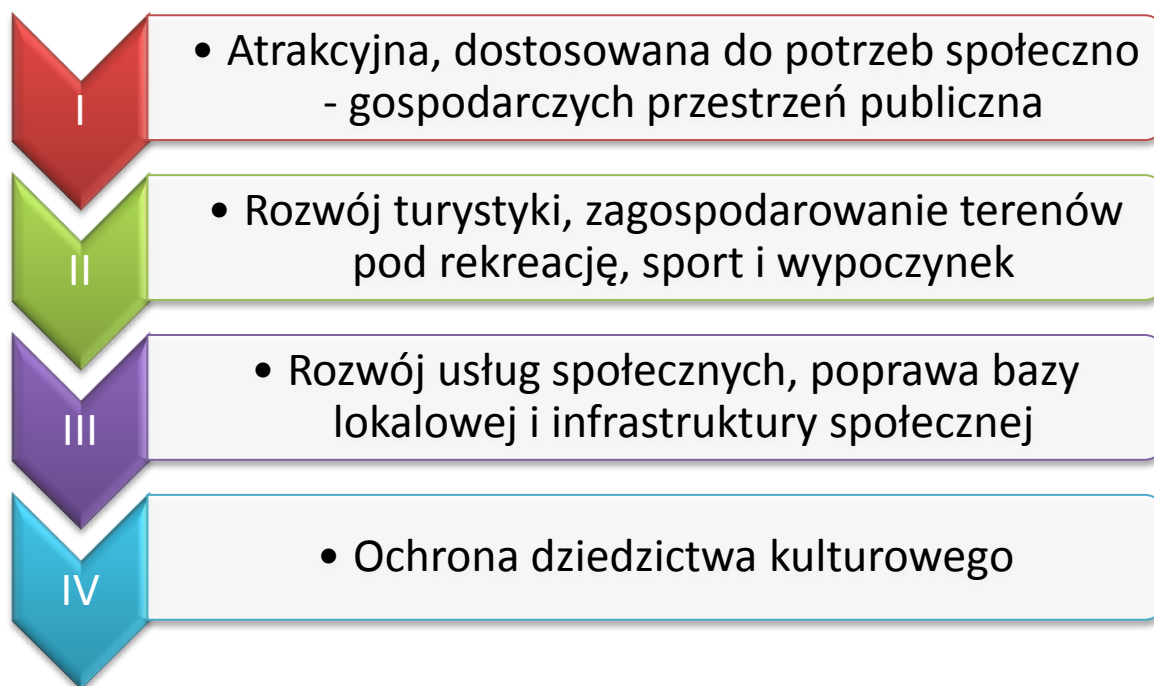 I
• Atrakcyjna, dostosowana do potrzeb społeczno
- gospodarczych przestrzeń publiczna
II
• Rozwój turystyki, zagospodarowanie terenów
pod rekreację, sport i wypoczynek
III
• Rozwój usług społecznych, poprawa bazy
lokalowej i infrastruktury społecznej
IV
• Ochrona dziedzictwa kulturowego